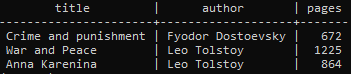 title | author | pages
----------------------+-------------------+-------
Crime and punishment | Fyodor Dostoevsky | 672
War and Peace | Leo Tolstoy | 1225
Anna Karenina | Leo Tolstoy | 864